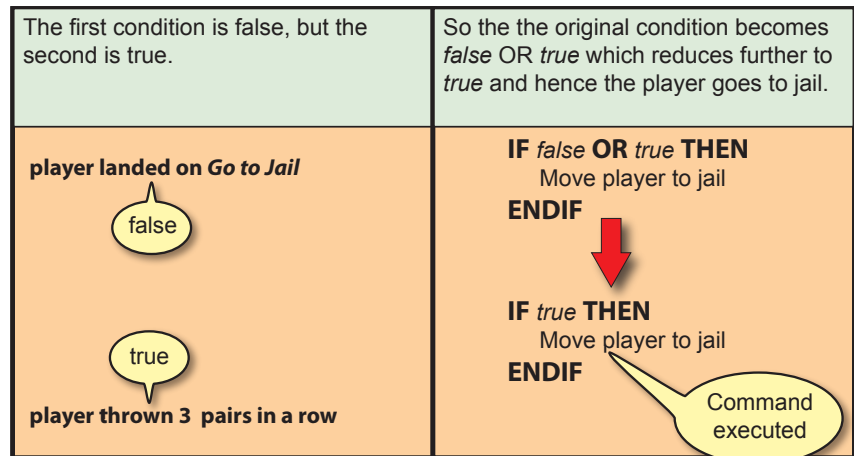 The first condition is false, but the
second is true.
So the the original condition becomes
false OR true which reduces further to
true and hence the player goes to jail.
player landed on Go to Jail
false
true
player thrown 3 pairs in a row
IF false OR true THEN
Move player to jail
ENDIF
IF true THEN
Move player to jail
ENDIF
Command
executed